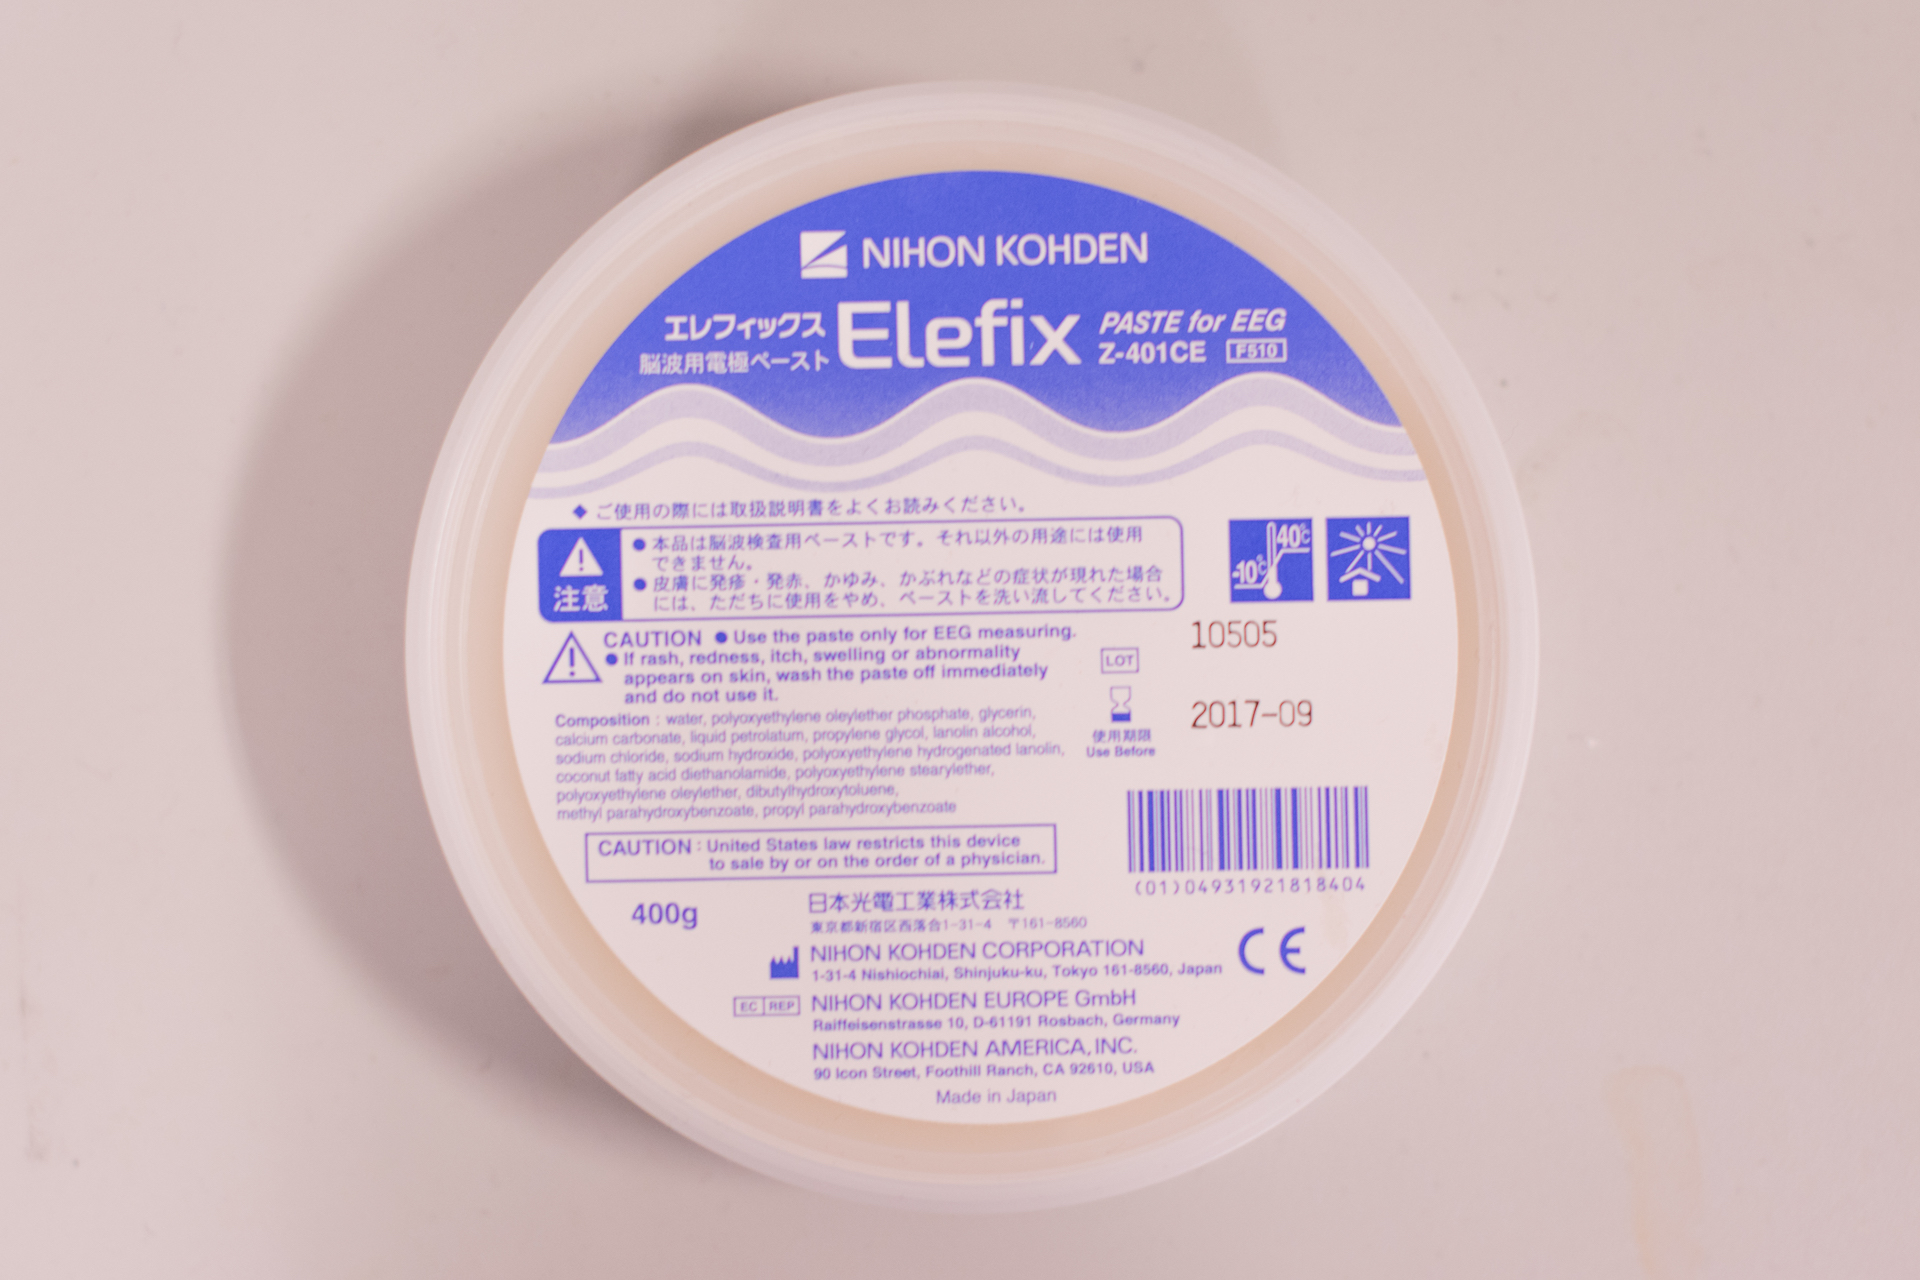 NIHON KOHDEN
エレフィックス
脳波用電極ペースト
Elefix
PASTE for EEG
Z-401CE F510
◆ ご使用の際には取扱説明書をよくお読みください。
注意
● 本品は脳波検査用ペーストです。それ以外の用途には使用
できません。
● 皮膚に発疹・発赤、かゆみ、かぶれなどの症状が現れた場合
には、ただちに使用をやめ、ペーストを洗い流してください。
-10℃ 40℃
CAUTION ● Use the paste only for EEG measuring.
● If rash, redness, itch, swelling or abnormality
appears on skin, wash the paste off immediately
and do not use it.
LOT 10505
使用期限
Use Before
2017-09
Composition : water, polyoxyethylene oleylether phosphate, glycerin,
calcium carbonate, liquid petrolatum, propylene glycol, lanolin alcohol,
sodium chloride, sodium hydroxide, polyoxyethylene hydrogenated lanolin,
coconut fatty acid diethanolamide, polyoxyethylene stearylether,
polyoxyethylene oleylether, dibutylhydroxytoluene,
methyl parahydroxybenzoate, propyl parahydroxybenzoate
CAUTION : United States law restricts this device
to sale by or on the order of a physician.
(01)04931921818404
400g
日本光電工業株式会社
東京都新宿区西落合1-31-4 〒161-8560
NIHON KOHDEN CORPORATION
1-31-4 Nishiochiai, Shinjuku-ku, Tokyo 161-8560, Japan
CE
EC REP NIHON KOHDEN EUROPE GmbH
Raiffeisenstrasse 10, D-61191 Rosbach, Germany
NIHON KOHDEN AMERICA, INC.
90 Icon Street, Foothill Ranch, CA 92610, USA
Made in Japan